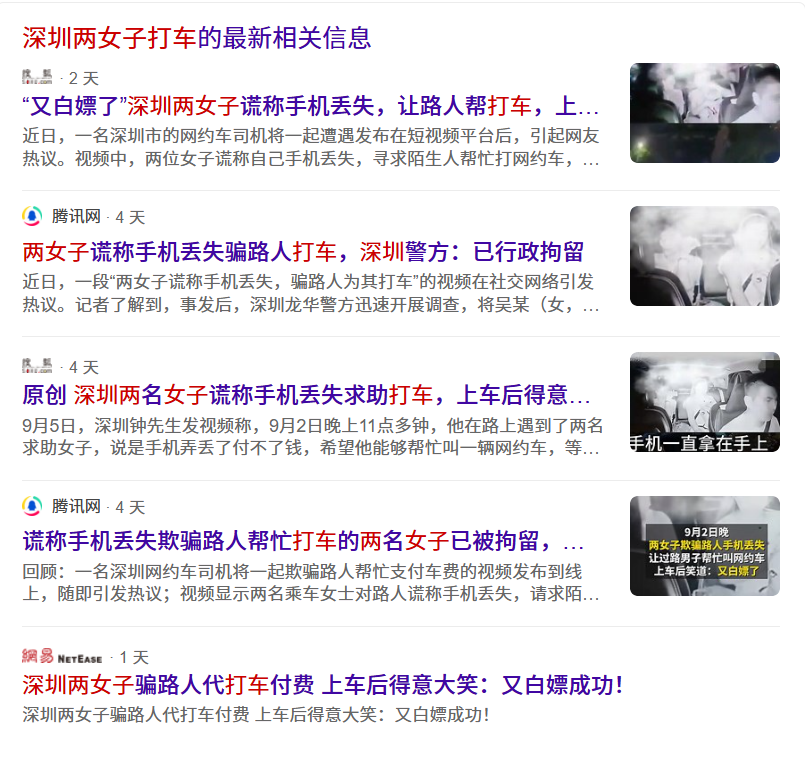 深圳两女子打车的最新相关信息
搜狐 · 2 天
“又白嫖了”深圳两女子谎称手机丢失，让路人帮打车，上…
近日，一名深圳市的网约车司机将一起遭遇发布在短视频平台后，引起网友
热议。视频中，两位女子谎称自己手机丢失，寻求陌生人帮忙打网约车，…
腾讯网 · 4 天
两女子谎称手机丢失骗路人打车，深圳警方：已行政拘留
近日，一段“两女子谎称手机丢失，骗路人为其打车”的视频在社交网络引发
热议。记者了解到，事发后，深圳龙华警方迅速开展调查，将吴某（女，…
搜狐 · 4 天
原创 深圳两名女子谎称手机丢失求助打车，上车后得意…
9月5日，深圳钟先生发视频称，9月2日晚上11点多钟，他在路上遇到了两名
求助女子，说是手机弄丢了付不了钱，希望他能够帮忙叫一辆网约车，等…
手机一直拿在手上
腾讯网 · 4 天
谎称手机丢失欺骗路人帮忙打车的两名女子已被拘留，…
回顾：一名深圳网约车司机将一起欺骗路人帮忙支付车费的视频发布到线
上，随即引发热议；视频显示两名乘车女士对路人谎称手机丢失，请求陌…
9月2日晚
两女子欺骗路人手机丢失
让过路男子帮忙叫网约车
上车后笑道：又白嫖了
網易 NETEASE · 1 天
深圳两女子骗路人代打车付费 上车后得意大笑：又白嫖成功！
深圳两女子骗路人代打车付费 上车后得意大笑：又白嫖成功！